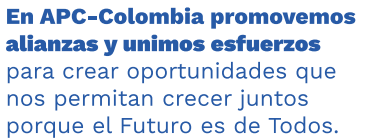 En APC-Colombia promovemos
alianzas y unimos esfuerzos
para crear oportunidades que
nos permitan crecer juntos
porque el Futuro es de Todos.